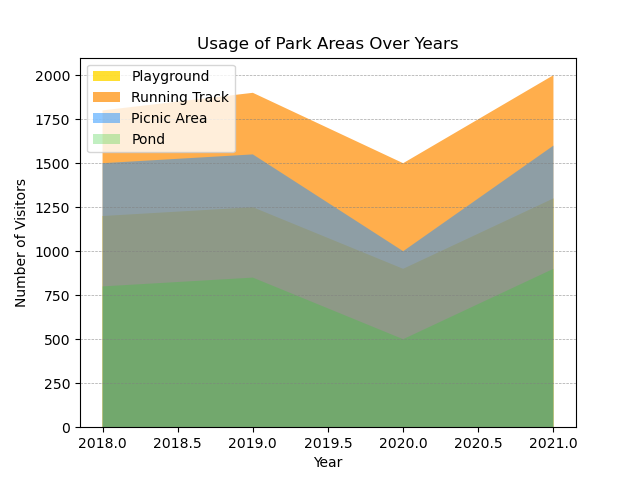 Usage of Park Areas Over Years
Playground
Running Track
Picnic Area
Pond
Number of Visitors
2000
1750
1500
1250
1000
750
500
250
0
2018.0 2018.5 2019.0 2019.5 2020.0 2020.5 2021.0
Year